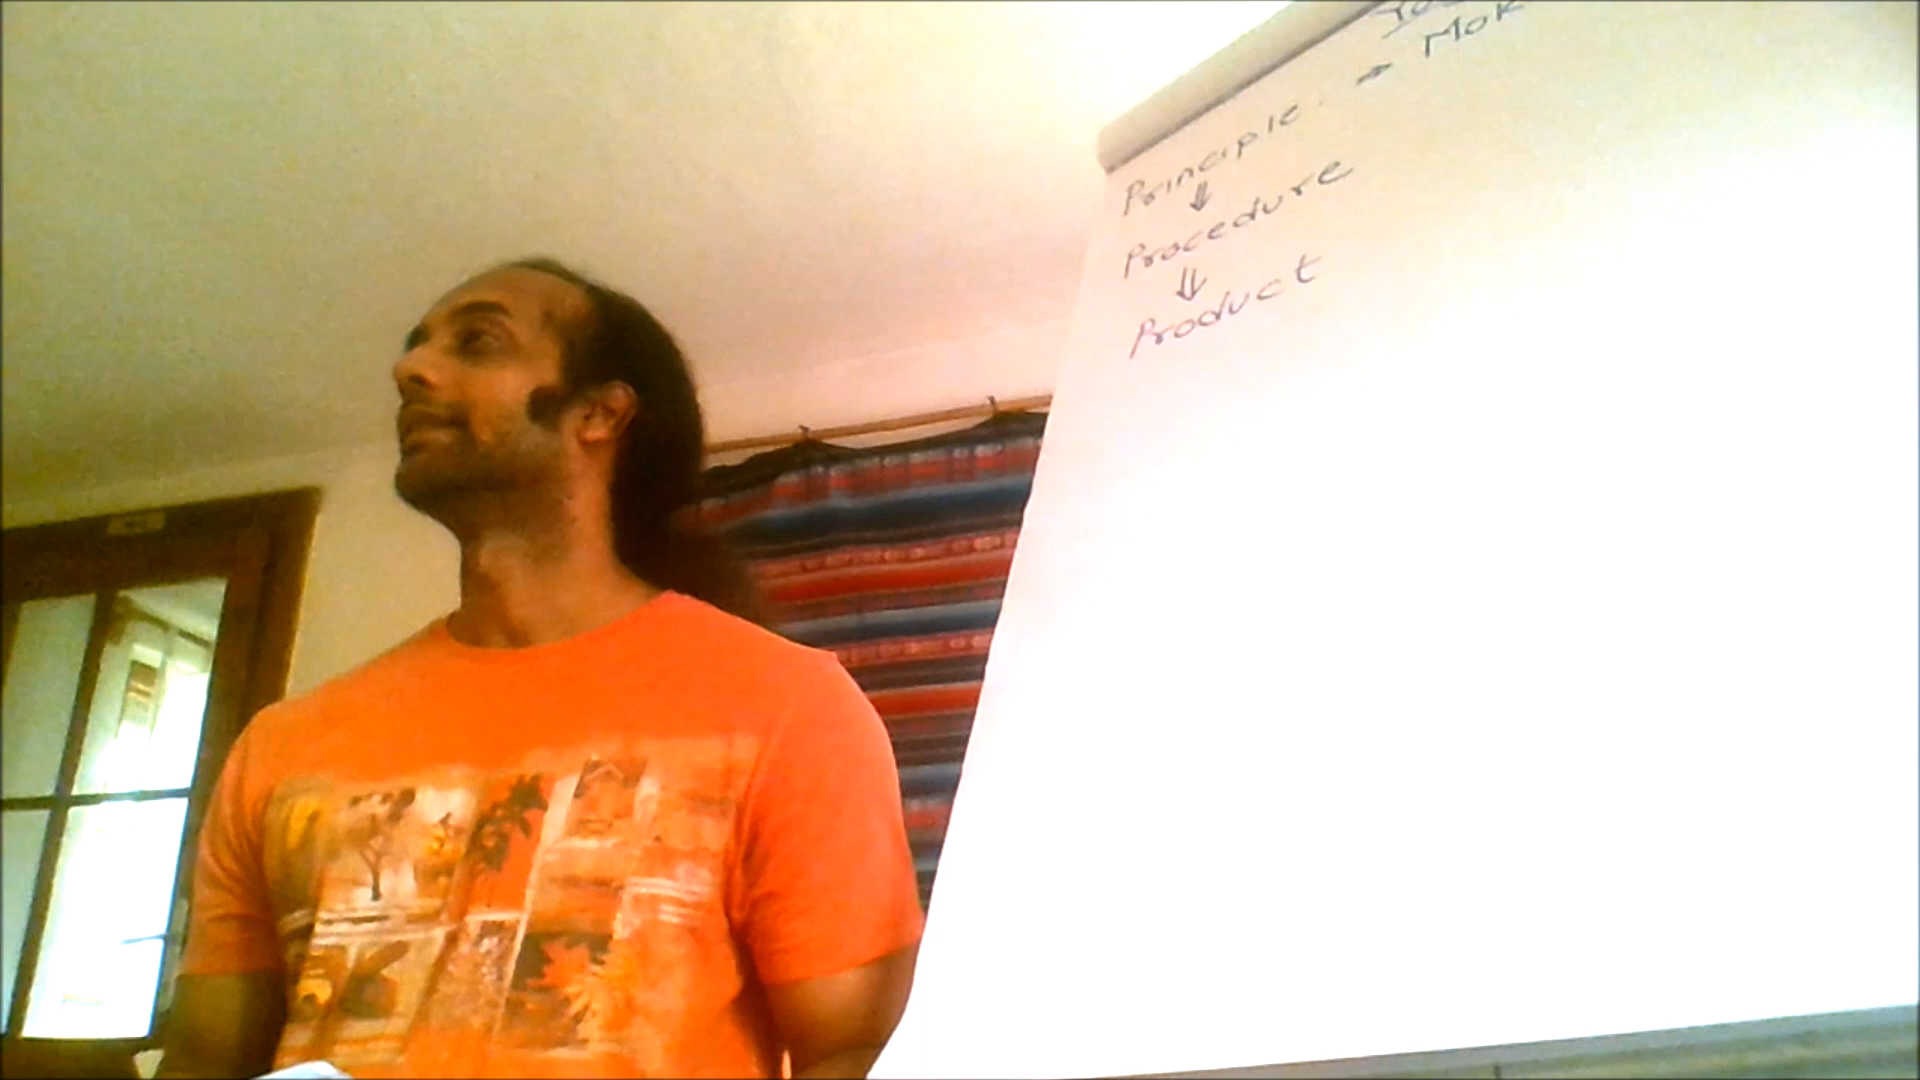 Principle. →
⇓
Procedure
⇓
Product